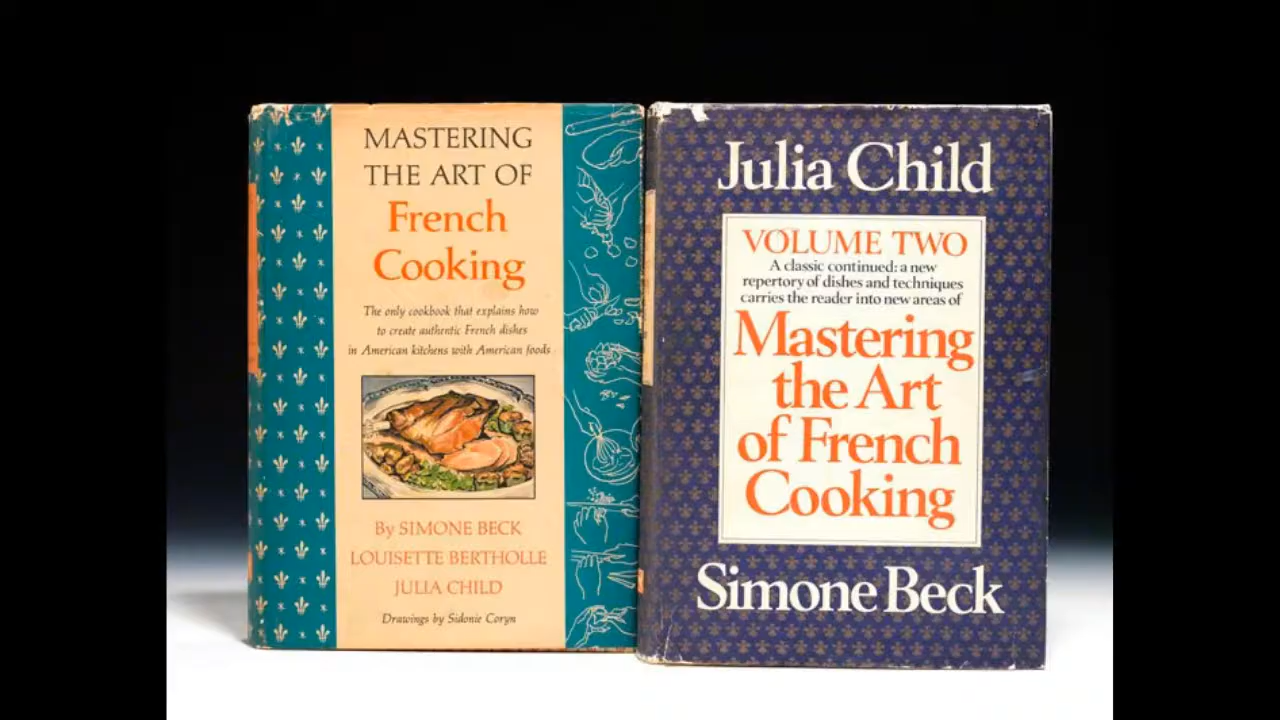 MASTERING
THE ART OF
French
Cooking
The only cookbook that explains how
to create authentic French dishes
in American kitchens with American foods
By SIMONE BECK
LOUISETTE BERTHOLLE
JULIA CHILD
Drawings by Sidonie Coryn
Julia Child
VOLUME TWO
A classic continued: a new
repertory of dishes and techniques
carries the reader into new areas of
Mastering
the Art
of French
Cooking
Simone Beck